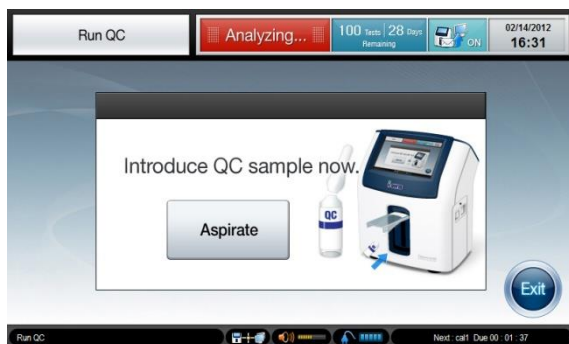 Run QC
Analyzing...
100 Tests 28 Days
Remaining
ON
02/14/2012
16:31
Introduce QC sample now.
Aspirate
QC
Exit
Run QC
Next : cal1 Due 00 : 01 : 37